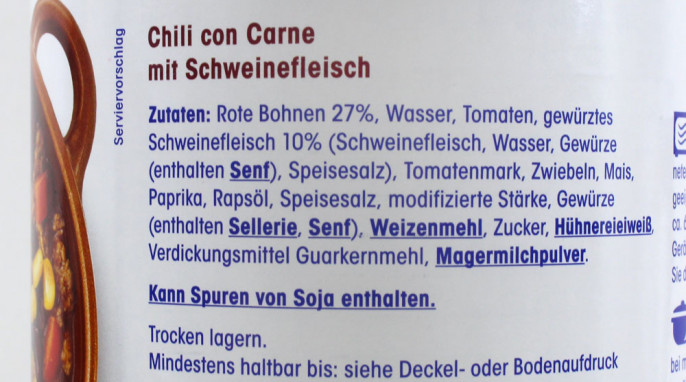 Serviervorschlag
Chili con Carne
mit Schweinefleisch
Zutaten: Rote Bohnen 27%, Wasser, Tomaten, gewürztes
Schweinefleisch 10% (Schweinefleisch, Wasser, Gewürze
(enthalten Senf), Speisesalz), Tomatenmark, Zwiebeln, Mais,
Paprika, Rapsöl, Speisesalz, modifizierte Stärke, Gewürze
(enthalten Sellerie, Senf), Weizenmehl, Zucker, Hühnereieiweiß,
Verdickungsmittel Guarkernmehl, Magermilchpulver.
Kann Spuren von Soja enthalten.
Trocken lagern.
Mindestens haltbar bis: siehe Deckel- oder Bodenaufdruck